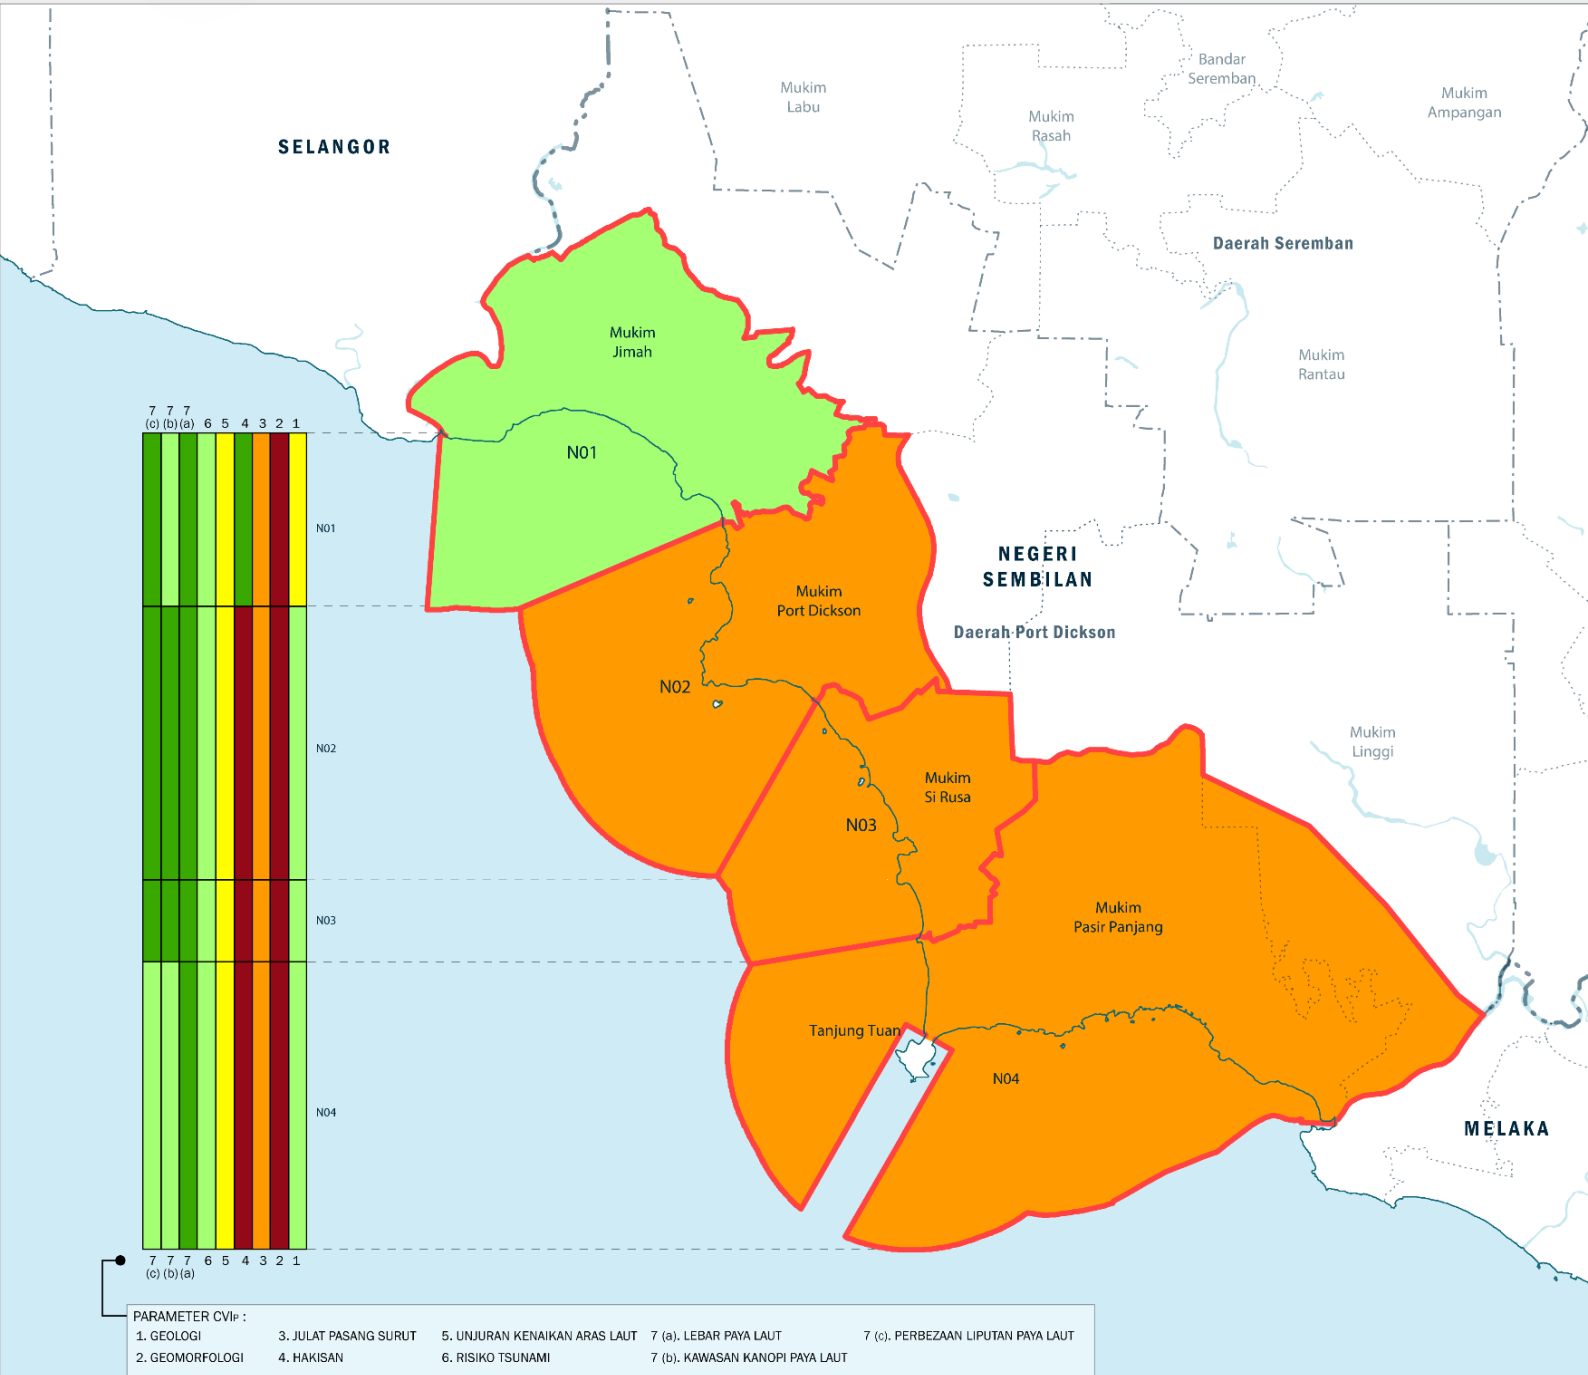 Mukim
Labu
Bandar
Seremban
Mukim
Ampangan
Mukim
Rasah
SELANGOR
Daerah Seremban
Mukim
Jimah
Mukim
Rantau
7 7 7 6 5 4 3 2 1
(c) (b) (a)
N01
N01
NEGERI
SEMBILAN
Mukim
Port Dickson
Daerah Port Dickson
N02
N02
Mukim
Linggi
Mukim
Si Rusa
N03
N03
Mukim
Pasir Panjang
Tanjung Tuan
N04
N04
MELAKA
7 7 7 6 5 4 3 2 1
(c) (b) (a)
PARAMETER CVIP :
1. GEOLOGI 3. JULAT PASANG SURUT 5. UNJURAN KENAIKAN ARAS LAUT 7 (a). LEBAR PAYA LAUT 7 (c). PERBEZAAN LIPUTAN PAYA LAUT
2. GEOMORFOLOGI 4. HAKISAN 6. RISIKO TSUNAMI 7 (b). KAWASAN KANOPI PAYA LAUT